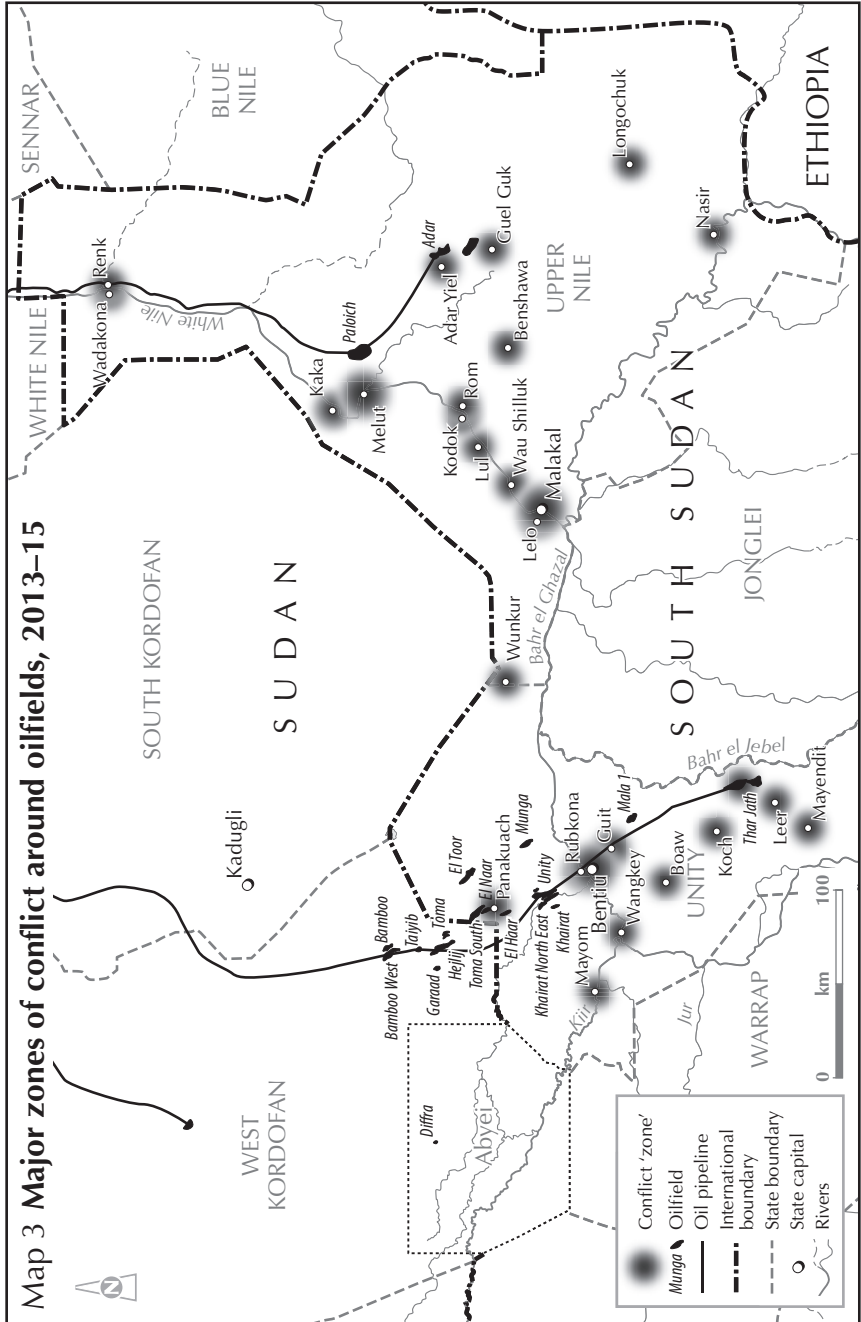 Map 3 Major zones of conflict around oilfields, 2013–15
N
SENNAR
BLUE
NILE
WHITE NILE
Wadakona
Renk
White Nile
SOUTH KORDOFAN
SUDAN
Kadugli
WEST
KORDOFAN
Kaka
Melut
Paloich
Adar
Adar Yiel
Guel Guk
Longochuk
ETHIOPIA
Nasir
UPPER
NILE
Benshawa
Rom
Kodok
Lul
Wau Shilluk
Malakal
Lelo
Wunkur
Bahr el Ghazal
SOUTH SUDAN
JONGLEI
Bahr el Jebel
Bamboo
Bamboo West
Taiyib
Toma
Garaad
Heglig
Toma South
El Toor
El Naar
Panakuach
El Haar
Munga
Unity
Khairat North East
Khairat
Rubkona
Bentiu
Guit
Mala 1
Mayom
Wangkey
Boaw
UNITY
Koch
Thar Jath
Leer
Mayendit
Kiir
Jur
WARRAP
Diffra
Abyei
0
km
100
Conflict 'zone'
Munga
Oilfield
Oil pipeline
International
boundary
State boundary
State capital
Rivers